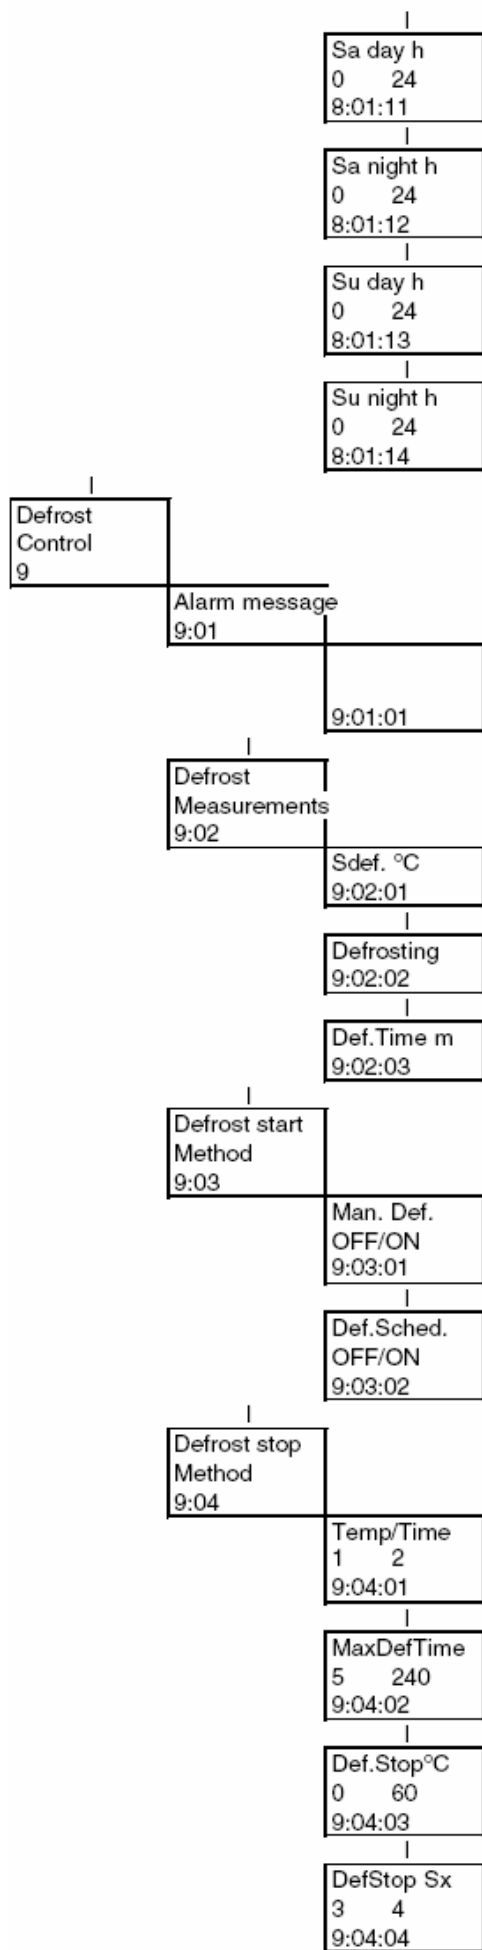 Sa day h
0 24
8:01:11
Sa night h
0 24
8:01:12
Su day h
0 24
8:01:13
Su night h
0 24
8:01:14
Defrost
Control
9
Alarm message
9:01
9:01:01
Defrost
Measurements
9:02
Sdef. °C
9:02:01
Defrosting
9:02:02
Def.Time m
9:02:03
Defrost start
Method
9:03
Man. Def.
OFF/ON
9:03:01
Def.Sched.
OFF/ON
9:03:02
Defrost stop
Method
9:04
Temp/Time
1 2
9:04:01
MaxDefTime
5 240
9:04:02
Def.Stop°C
0 60
9:04:03
DefStop Sx
3 4
9:04:04